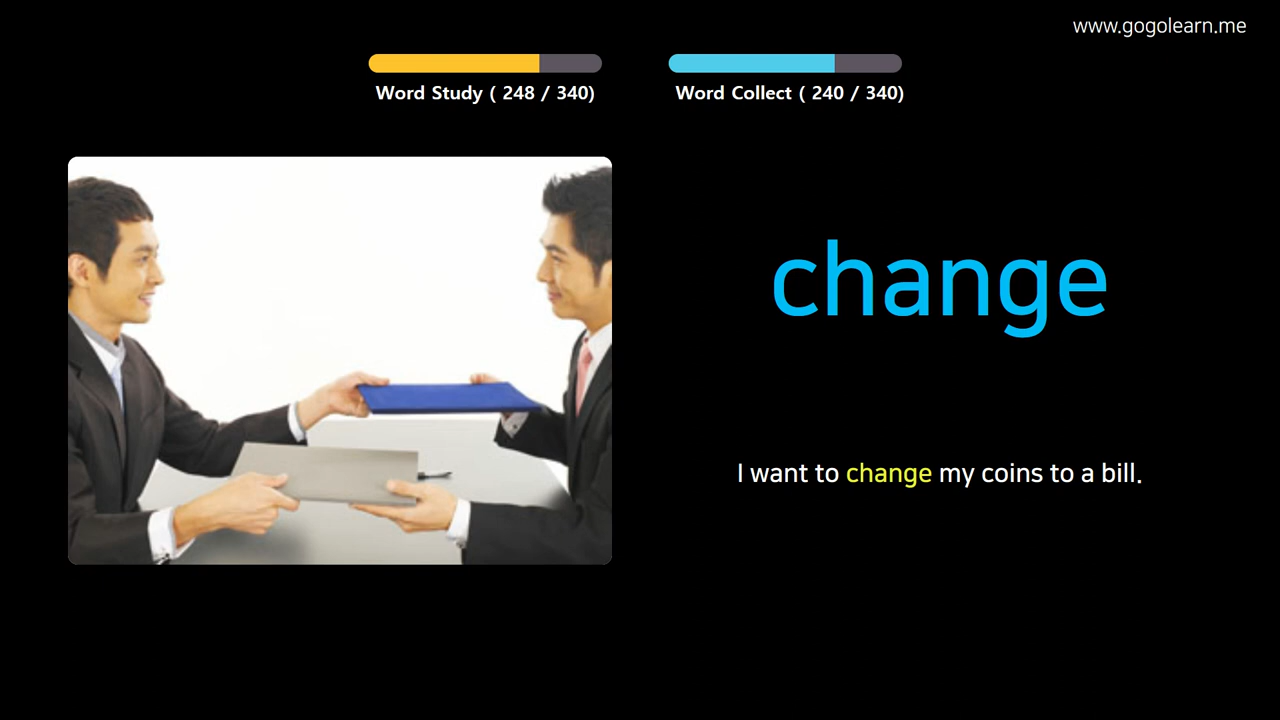 www.gogolearn.me
Word Study ( 248 / 340)
Word Collect ( 240 / 340)
change
I want to change my coins to a bill.